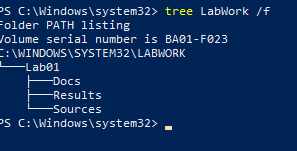 PS C:\Windows\system32> tree LabWork /f
Folder PATH listing
Volume serial number is BA01-F023
C:\WINDOWS\SYSTEM32\LABWORK
└───Lab01
    ├───Docs
    ├───Results
    └───Sources
PS C:\Windows\system32>